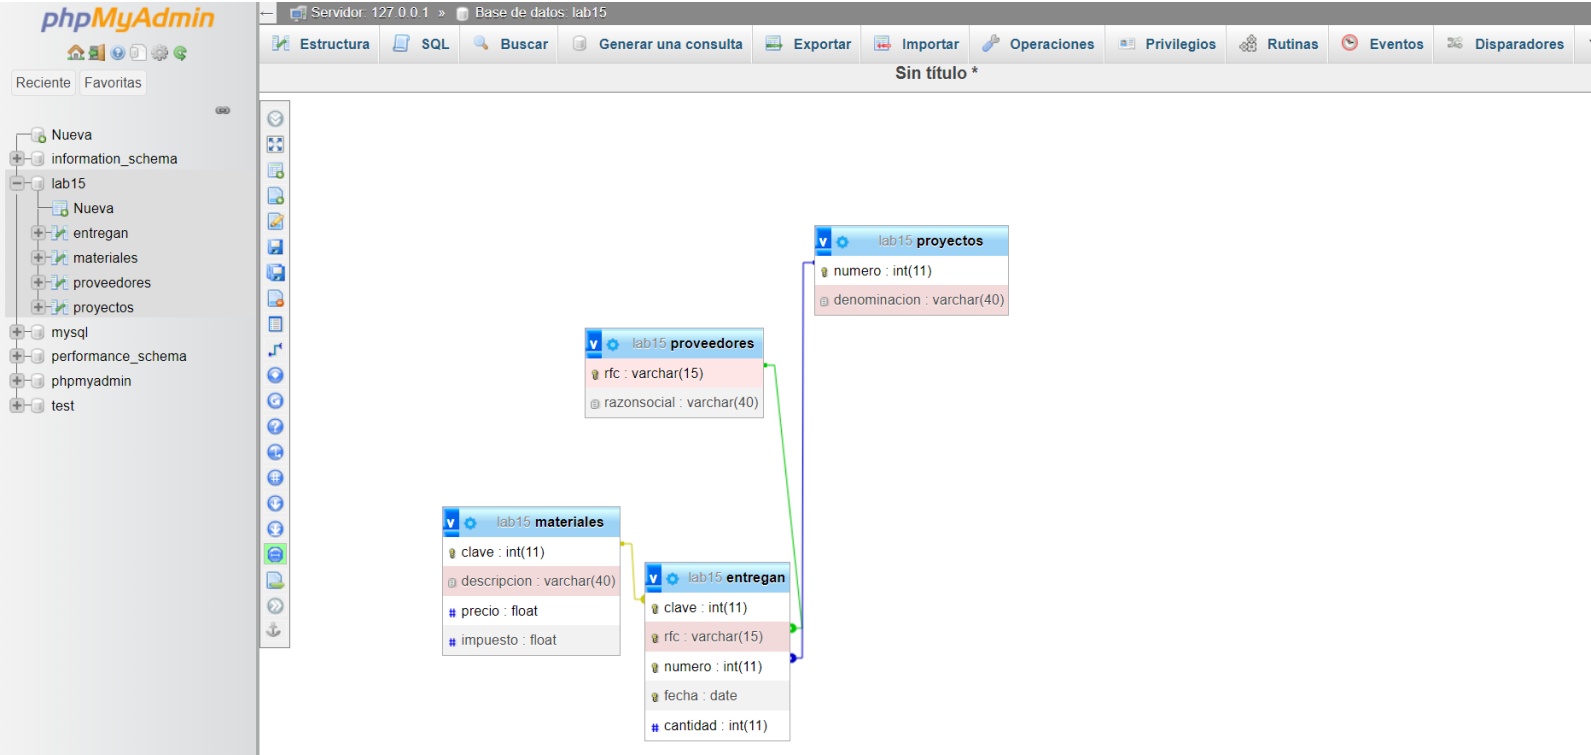 phpMyAdmin
Reciente Favoritas
Nueva
information_schema
lab15
Nueva
entregan
materiales
proveedores
proyectos
mysql
performance_schema
phpmyadmin
test
Servidor: 127.0.0.1 » Base de datos: lab15
Estructura SQL Buscar Generar una consulta Exportar Importar Operaciones Privilegios Rutinas Eventos Disparadores
Sin título *
lab15 proyectos
numero : int(11)
denominacion : varchar(40)
lab15 proveedores
rfc : varchar(15)
razonsocial : varchar(40)
lab15 materiales
clave : int(11)
descripcion : varchar(40)
# precio : float
# impuesto : float
lab15 entregan
clave : int(11)
rfc : varchar(15)
numero : int(11)
fecha : date
# cantidad : int(11)